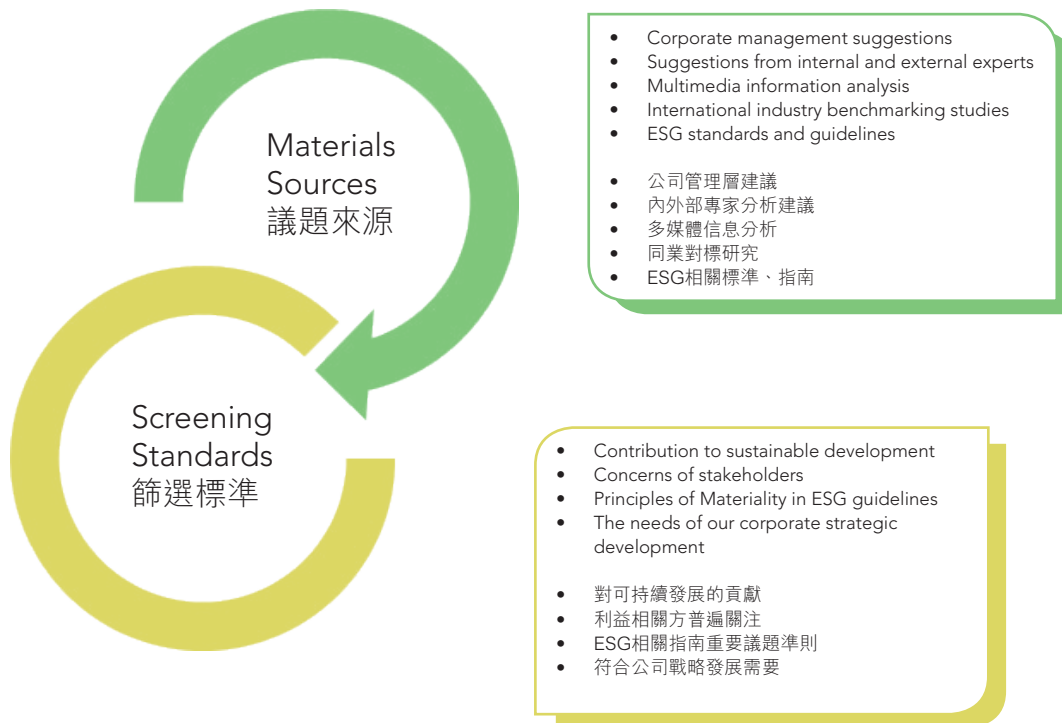 Materials
Sources
議題來源
• Corporate management suggestions
• Suggestions from internal and external experts
• Multimedia information analysis
• International industry benchmarking studies
• ESG standards and guidelines
• 公司管理層建議
• 內外部專家分析建議
• 多媒體信息分析
• 同業對標研究
• ESG相關標準、指南
Screening
Standards
篩選標準
• Contribution to sustainable development
• Concerns of stakeholders
• Principles of Materiality in ESG guidelines
• The needs of our corporate strategic
development
• 對可持續發展的貢獻
• 利益相關方普遍關注
• ESG相關指南重要議題準則
• 符合公司戰略發展需要